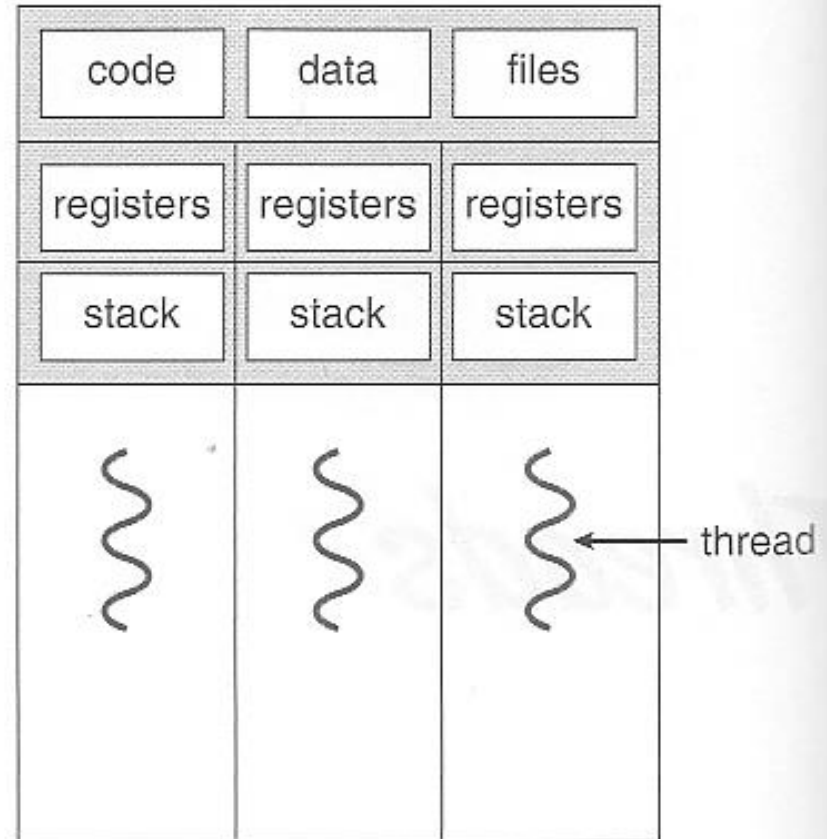 code data files
registers registers registers
stack stack stack
thread